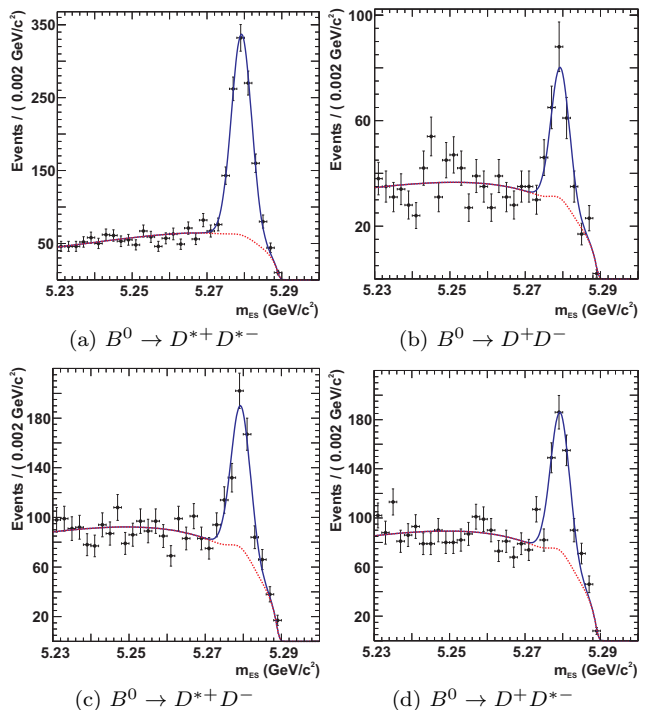 Events / ( 0.002 GeV/c²)
350
250
150
50
5.23 5.25 5.27 5.29
m_ES (GeV/c²)
(a) B⁰ → D*⁺D*⁻
Events / ( 0.002 GeV/c²)
100
60
20
5.23 5.25 5.27 5.29
m_ES (GeV/c²)
(b) B⁰ → D⁺D⁻
Events / ( 0.002 GeV/c²)
180
140
100
60
20
5.23 5.25 5.27 5.29
m_ES (GeV/c²)
(c) B⁰ → D*⁺D⁻
Events / ( 0.002 GeV/c²)
180
140
100
60
20
5.23 5.25 5.27 5.29
m_ES (GeV/c²)
(d) B⁰ → D⁺D*⁻